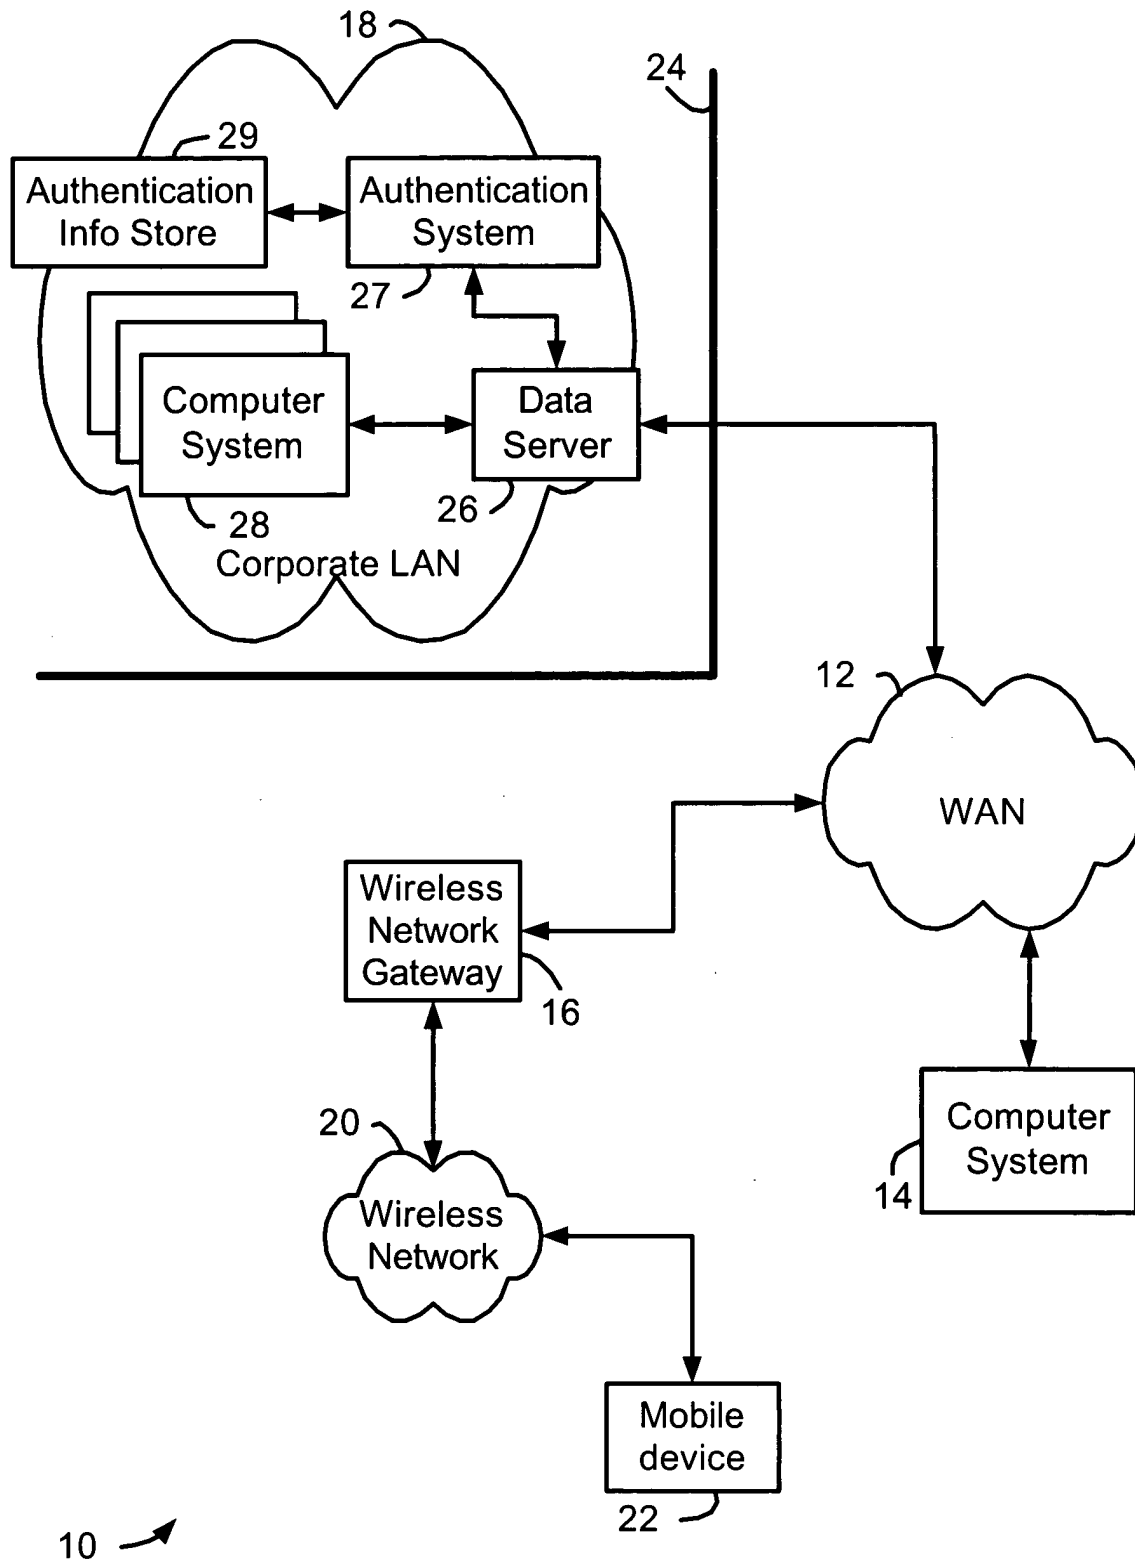 18
24
29
Authentication
Info Store
Authentication
System
27
Computer
System
Data
Server
28
26
Corporate LAN
12
WAN
Wireless
Network
Gateway
16
20
Wireless
Network
Computer
System
14
Mobile
device
22
10